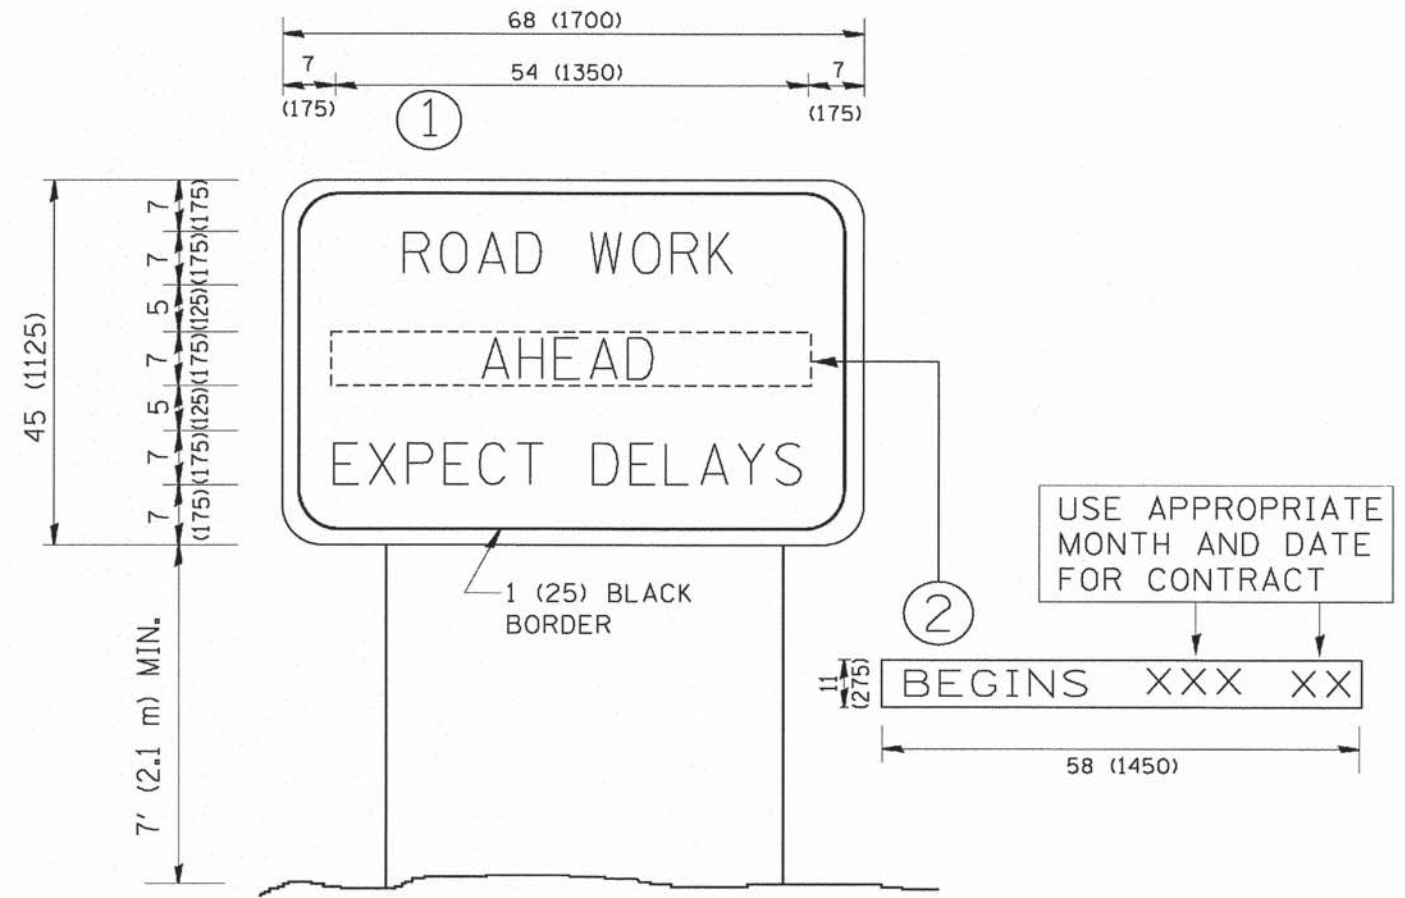 68 (1700)
7
54 (1350)
7
(175)
(175)
1
45 (1125)
7 (175)
7 (175)
5 (125)
7 (175)
5 (125)
7 (175)
7 (175)
ROAD WORK
AHEAD
EXPECT DELAYS
1 (25) BLACK
BORDER
7' (2.1 m) MIN.
USE APPROPRIATE
MONTH AND DATE
FOR CONTRACT
2
11
(275)
BEGINS XXX XX
58 (1450)